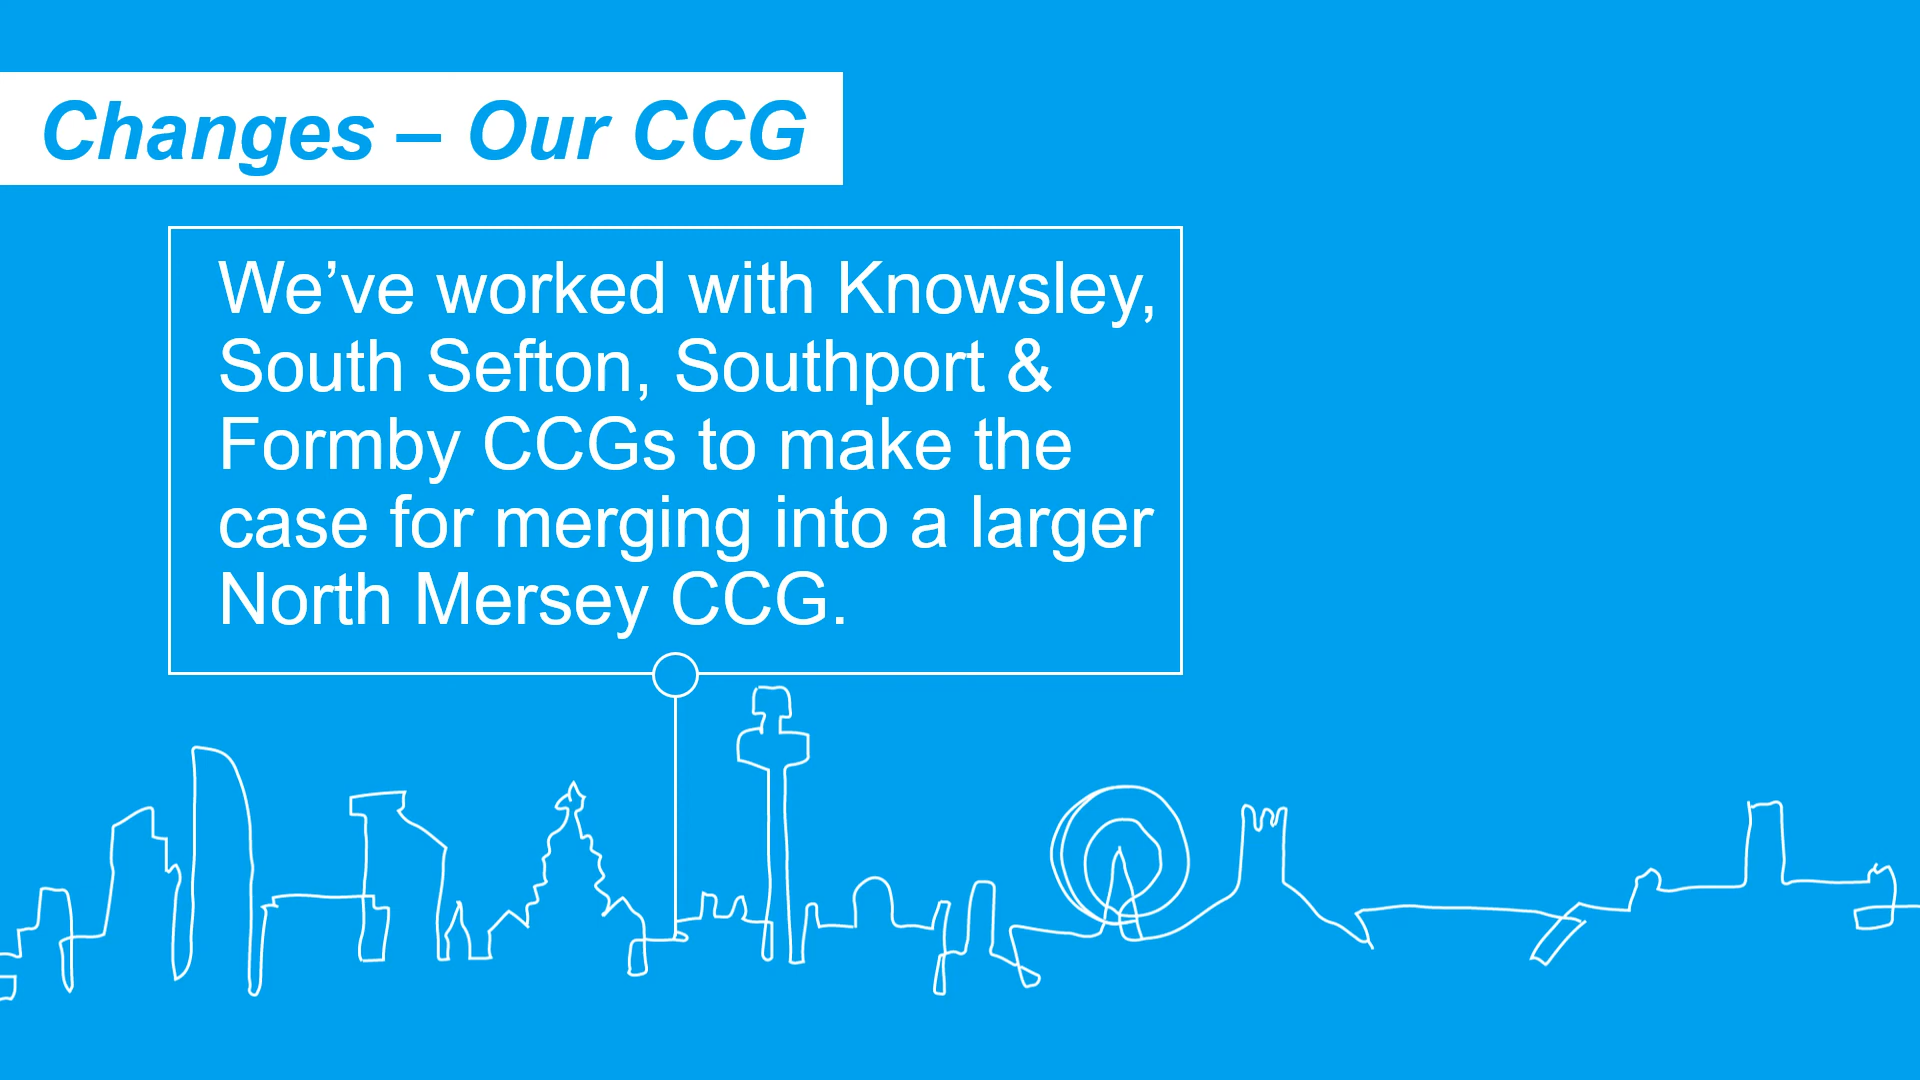 Changes – Our CCG
We’ve worked with Knowsley,
South Sefton, Southport &
Formby CCGs to make the
case for merging into a larger
North Mersey CCG.